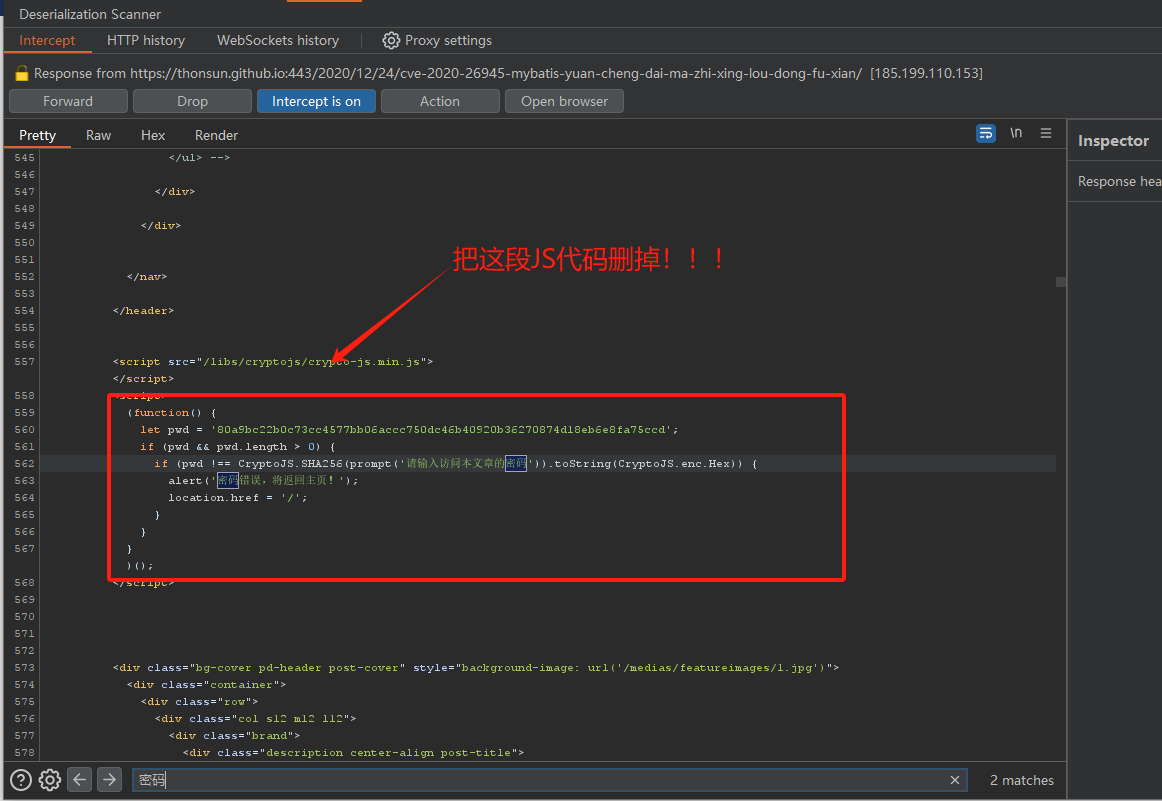 Deserialization Scanner
Intercept HTTP history WebSockets history Proxy settings
Response from https://thonsun.github.io:443/2020/12/24/cve-2020-26945-mybatis-yuan-cheng-dai-ma-zhi-xing-lou-dong-fu-xian/ [185.199.110.153]
Forward Drop Intercept is on Action Open browser
Pretty Raw Hex Render \n
Inspector
Response hea
545 </ul> -->
546
547 </div>
548
549 </div>
550
551
把这段JS代码删掉！！！
552 </nav>
553
554 </header>
555
556
557 <script src="/libs/cryptojs/crypto-js.min.js">
</script>
558 <script>
559 (function() {
560 let pwd = '80a9bc22b0c73cc4577bb06accc750dc46b40920b36270874d18eb6e8fa75ccd';
561 if (pwd && pwd.length > 0) {
562 if (pwd !== CryptoJS.SHA256(prompt('请输入访问本文章的密码')).toString(CryptoJS.enc.Hex)) {
563 alert('密码错误，将返回主页！');
564 location.href = '/';
565 }
566 }
567 }
)();
568 </script>
569
570
571
572
573 <div class="bg-cover pd-header post-cover" style="background-image: url('/medias/featureimages/1.jpg')">
574 <div class="container">
575 <div class="row">
576 <div class="col s12 m12 l12">
577 <div class="brand">
578 <div class="description center-align post-title">
密码 2 matches